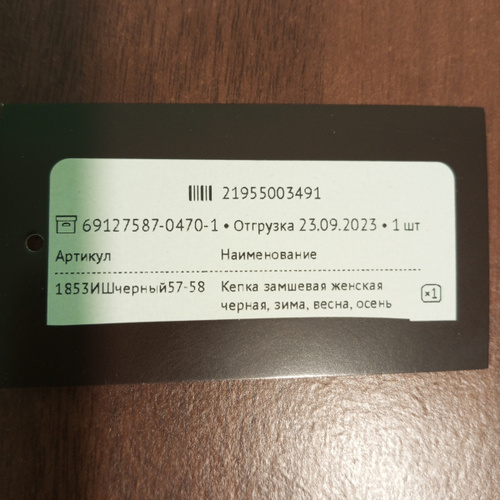 21955003491
69127587-0470-1 • Отгрузка 23.09.2023 • 1 шт
Артикул Наименование
1853ИШчерный57-58 Кепка замшевая женская
черная, зима, весна, осень
×1